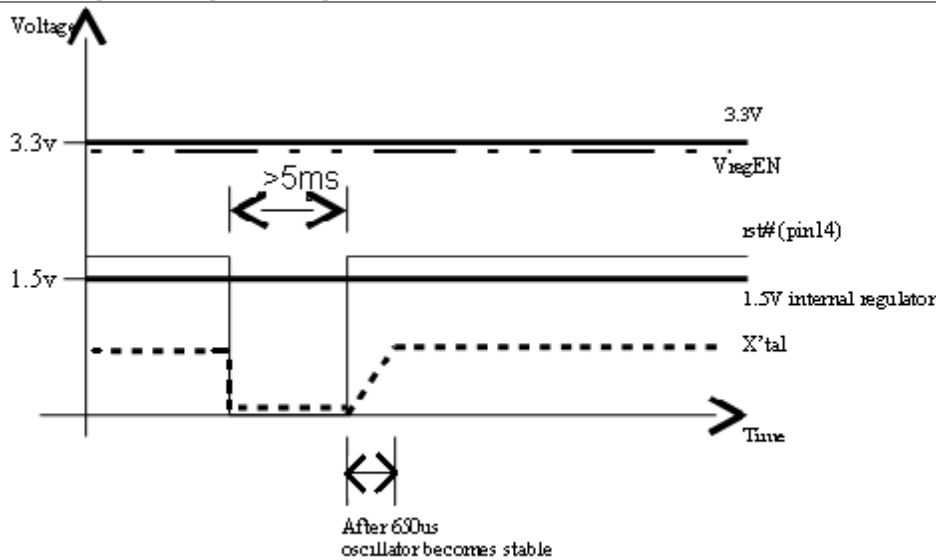 Voltage
3.3V
3.3v
VregEN
>5ms
rst#(pin14)
1.5v
1.5V internal regulator
X'tal
Time
After 650us
oscillator becomes stable